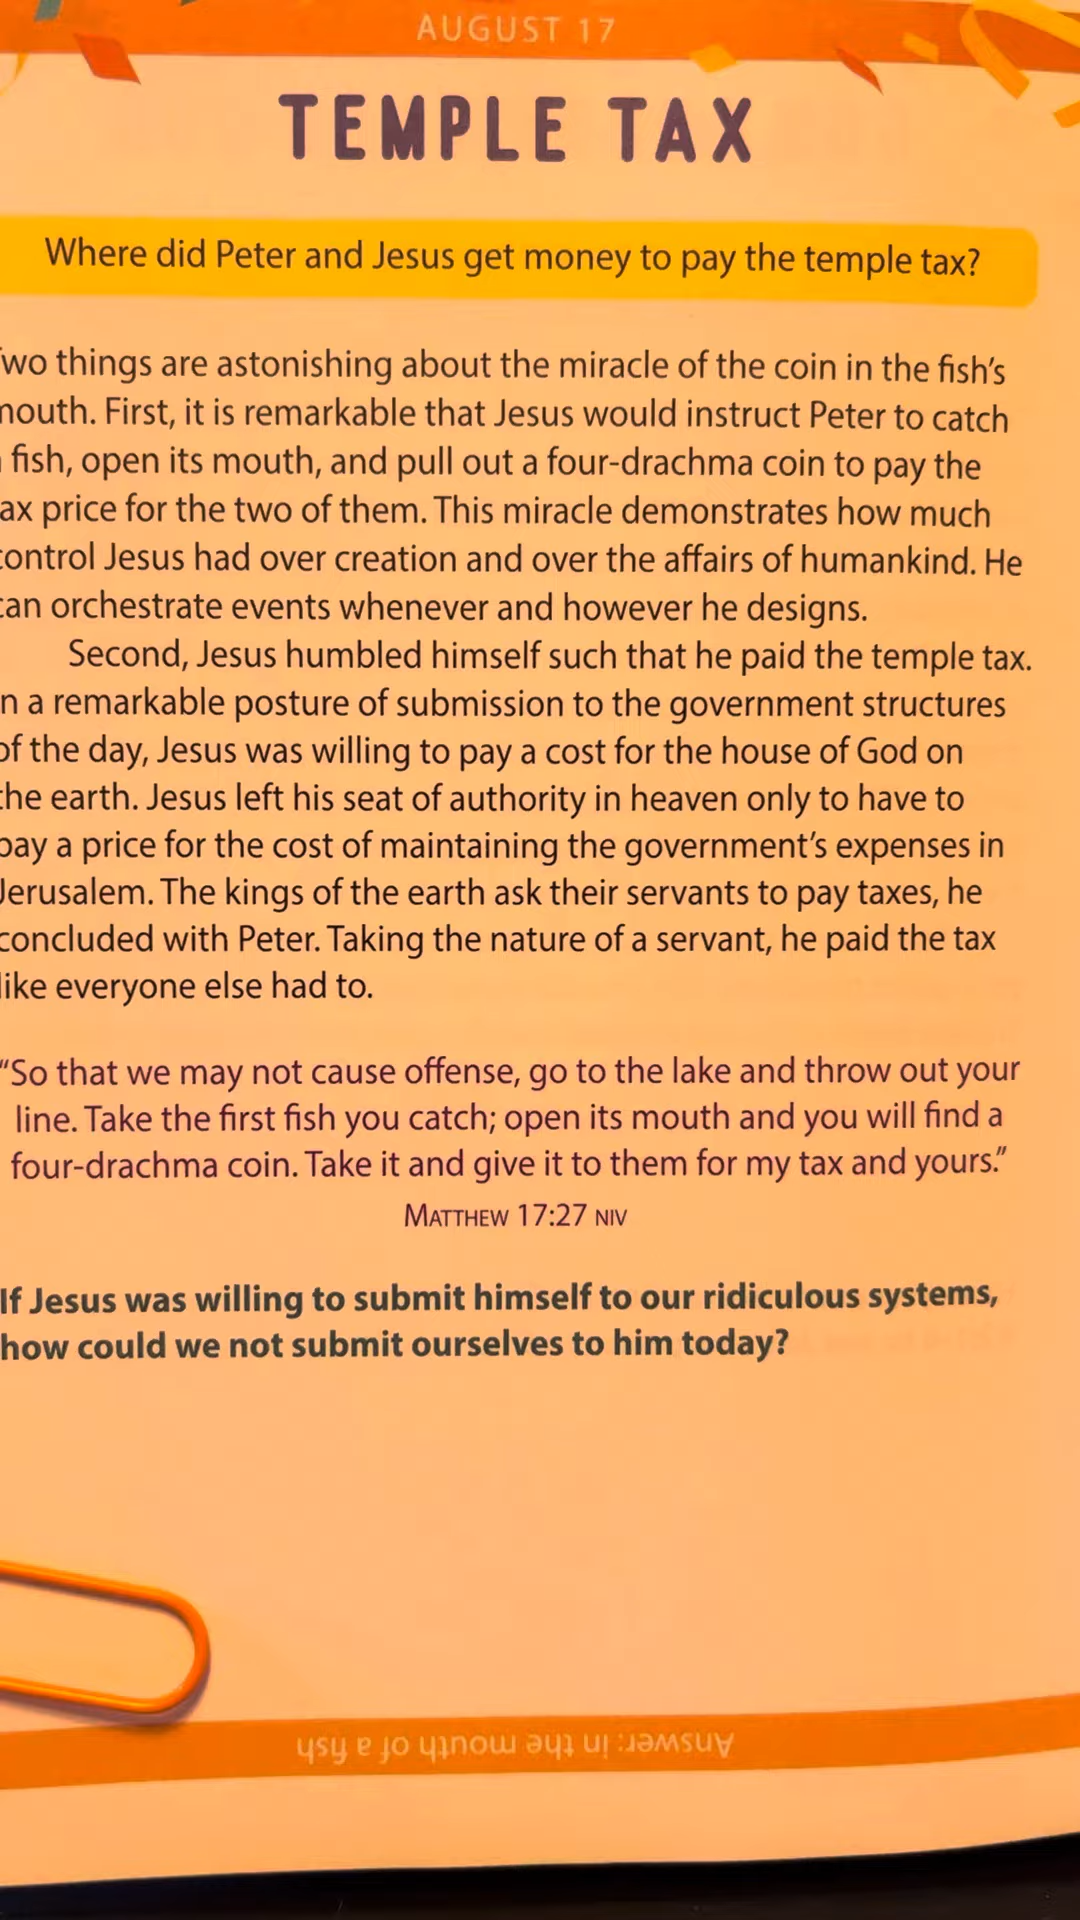 AUGUST 17
TEMPLE TAX
Where did Peter and Jesus get money to pay the temple tax?
wo things are astonishing about the miracle of the coin in the fish's
mouth. First, it is remarkable that Jesus would instruct Peter to catch
fish, open its mouth, and pull out a four-drachma coin to pay the
ax price for the two of them. This miracle demonstrates how much
control Jesus had over creation and over the affairs of humankind. He
can orchestrate events whenever and however he designs.
Second, Jesus humbled himself such that he paid the temple tax.
n a remarkable posture of submission to the government structures
of the day, Jesus was willing to pay a cost for the house of God on
the earth. Jesus left his seat of authority in heaven only to have to
pay a price for the cost of maintaining the government's expenses in
Jerusalem. The kings of the earth ask their servants to pay taxes, he
concluded with Peter. Taking the nature of a servant, he paid the tax
like everyone else had to.
"So that we may not cause offense, go to the lake and throw out your
line. Take the first fish you catch; open its mouth and you will find a
four-drachma coin. Take it and give it to them for my tax and yours."
MATTHEW 17:27 NIV
If Jesus was willing to submit himself to our ridiculous systems,
how could we not submit ourselves to him today?
Answer: In the mouth of a fish